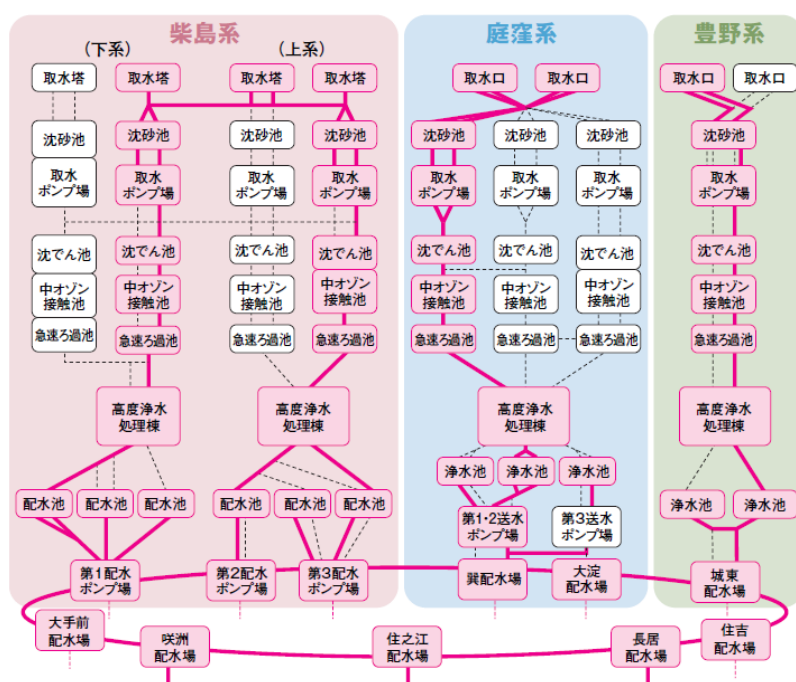 柴島系
庭窪系
豊野系
(下系)
(上系)
取水塔
取水塔
取水塔
取水塔
取水口
取水口
取水口
取水口
沈砂池
沈砂池
沈砂池
沈砂池
沈砂池
沈砂池
沈砂池
沈砂池
取水
ポンプ場
取水
ポンプ場
取水
ポンプ場
取水
ポンプ場
取水
ポンプ場
取水
ポンプ場
取水
ポンプ場
取水
ポンプ場
沈でん池
沈でん池
沈でん池
沈でん池
沈でん池
沈でん池
沈でん池
沈でん池
中オゾン
接触池
中オゾン
接触池
中オゾン
接触池
中オゾン
接触池
中オゾン
接触池
中オゾン
接触池
中オゾン
接触池
中オゾン
接触池
急速ろ過池
急速ろ過池
急速ろ過池
急速ろ過池
急速ろ過池
急速ろ過池
急速ろ過池
急速ろ過池
高度浄水
処理棟
高度浄水
処理棟
高度浄水
処理棟
高度浄水
処理棟
配水池
配水池
配水池
配水池
配水池
配水池
浄水池
浄水池
浄水池
浄水池
浄水池
第1・2送水
ポンプ場
第3送水
ポンプ場
第1配水
ポンプ場
第2配水
ポンプ場
第3配水
ポンプ場
巽配水場
大淀
配水場
城東
配水場
大手前
配水場
咲洲
配水場
住之江
配水場
長居
配水場
住吉
配水場